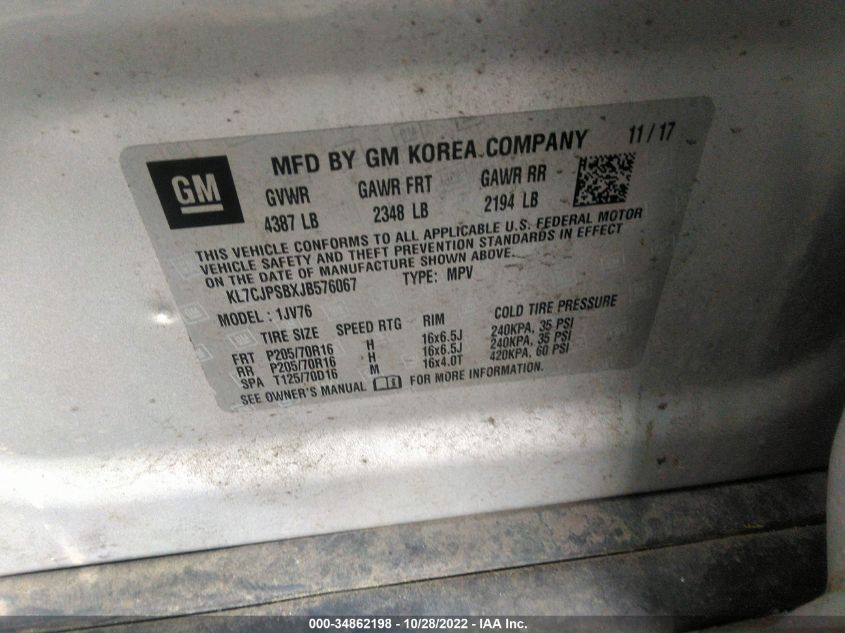 GM
MFD BY GM KOREA COMPANY 11/17
GVWR GAWR FRT GAWR RR
4387 LB 2348 LB 2194 LB
THIS VEHICLE CONFORMS TO ALL APPLICABLE U.S. FEDERAL MOTOR
VEHICLE SAFETY AND THEFT PREVENTION STANDARDS IN EFFECT
ON THE DATE OF MANUFACTURE SHOWN ABOVE.
KL7CJPSBXJB576067 TYPE: MPV
MODEL: 1JV76
TIRE SIZE SPEED RTG RIM COLD TIRE PRESSURE
FRT P205/70R16 H 16x6.5J 240KPA, 35 PSI
RR P205/70R16 H 16x6.5J 240KPA, 35 PSI
SPA T125/70D16 M 16x4.0T 420KPA, 60 PSI
SEE OWNER'S MANUAL FOR MORE INFORMATION.
000-34862198 - 10/28/2022 - IAA Inc.